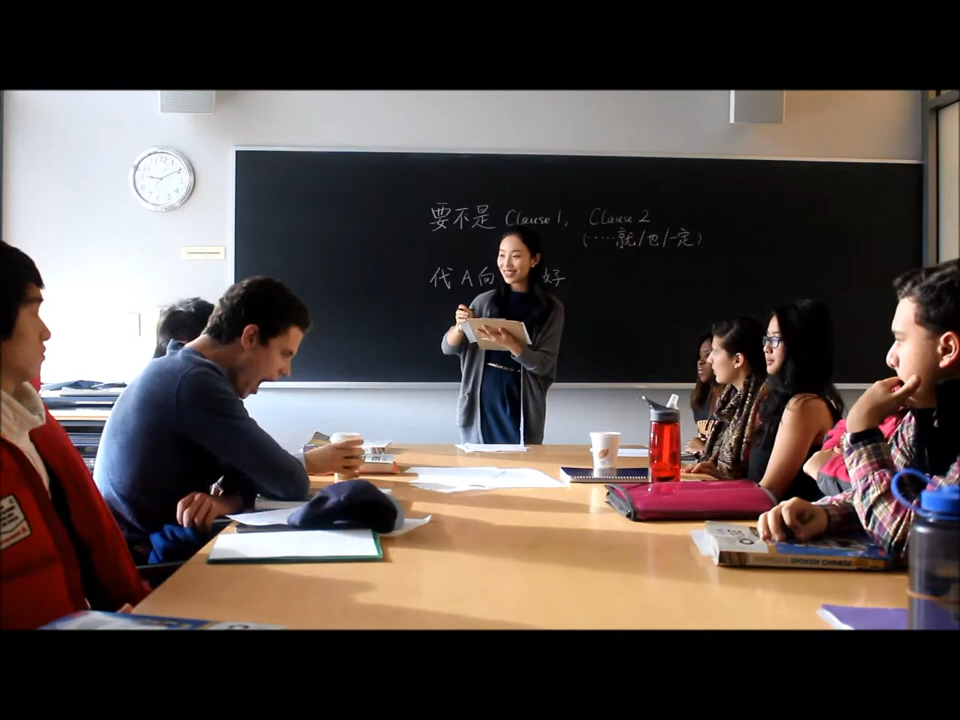 要不是 Clause 1, Clause 2
(……就/也/一定)
代 A 向 好
SPOKEN CHINESE